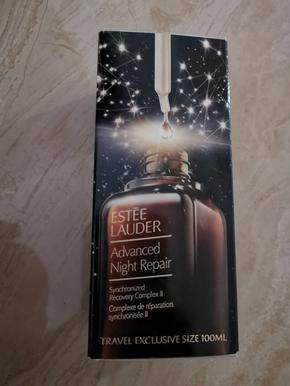 ESTĒE
LAUDER
Advanced
Night Repair
Synchronized
Recovery Complex II
Complexe de réparation
synchronisée II
TRAVEL EXCLUSIVE SIZE 100ML